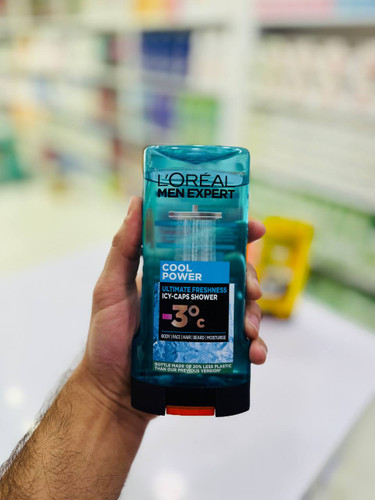 L'ORÉAL
MEN EXPERT
COOL
POWER
ULTIMATE FRESHNESS
ICY-CAPS SHOWER
-3°C
BODY | FACE | HAIR | BEARD | MOISTURISE
BOTTLE MADE OF 20% LESS PLASTIC
THAN OUR PREVIOUS VERSION*